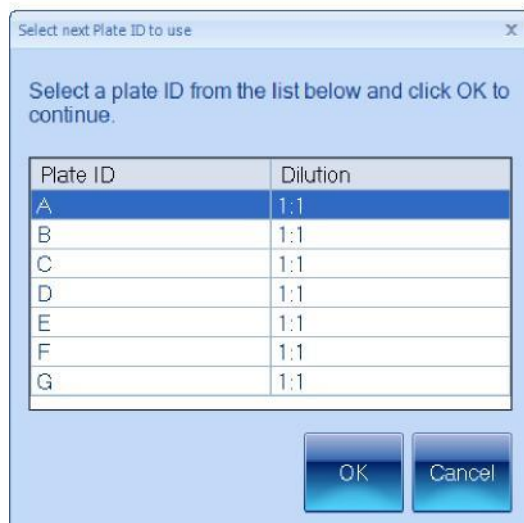 Select next Plate ID to use X
Select a plate ID from the list below and click OK to
continue.
Plate ID Dilution
A 1:1
B 1:1
C 1:1
D 1:1
E 1:1
F 1:1
G 1:1
OK Cancel